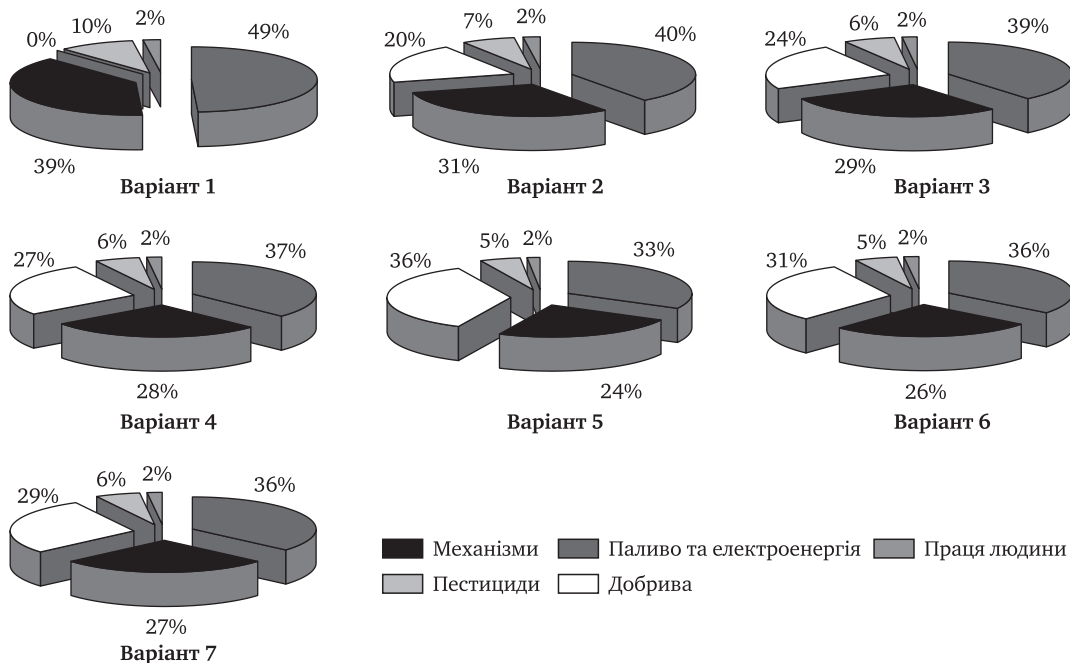 0%
10%
2%
49%
39%
Варіант 1
20%
7%
2%
40%
31%
Варіант 2
24%
6%
2%
39%
29%
Варіант 3
27%
6%
2%
37%
28%
Варіант 4
36%
5%
2%
33%
24%
Варіант 5
31%
5%
2%
36%
26%
Варіант 6
29%
6%
2%
36%
27%
Варіант 7
Механізми
Паливо та електроенергія
Праця людини
Пестициди
Добрива